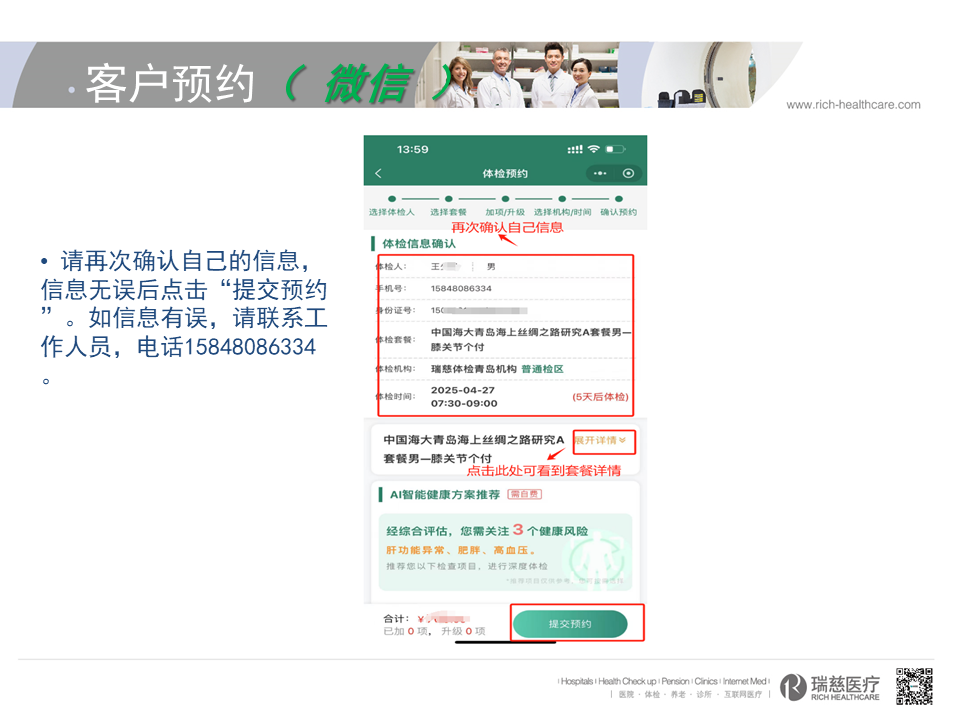 • 客户预约（ 微信 ）
www.rich-healthcare.com
• 请再次确认自己的信息，
信息无误后点击“提交预约
”。如信息有误，请联系工
作人员，电话15848086334
。
13:59
体检预约
选择体检人 选择套餐 加项/升级 选择机构/时间 确认预约
再次确认自己信息
体检信息确认
体检人： 王 男
手机号： 15848086334
身份证号： 150
体检套餐： 中国海大青岛海上丝绸之路研究A套餐男—
膝关节个付
体检机构： 瑞慈体检青岛机构 普通检区
体检时间： 2025-04-27
07:30-09:00
(5天后体检)
中国海大青岛海上丝绸之路研究A
套餐男—膝关节个付
展开详情
点击此处可看到套餐详情
AI智能健康方案推荐 需自费
经综合评估，您需关注 3 个健康风险
肝功能异常、肥胖、高血压。
推荐您以下检查项目，进行深度体检
合计： ¥
已加 0 项， 升级 0 项
提交预约
| Hospitals | Health Check up | Pension | Clinics | Internet Med |
| 医院 · 体检 · 养老 · 诊所 · 互联网医疗 |
瑞慈医疗
RICH HEALTHCARE